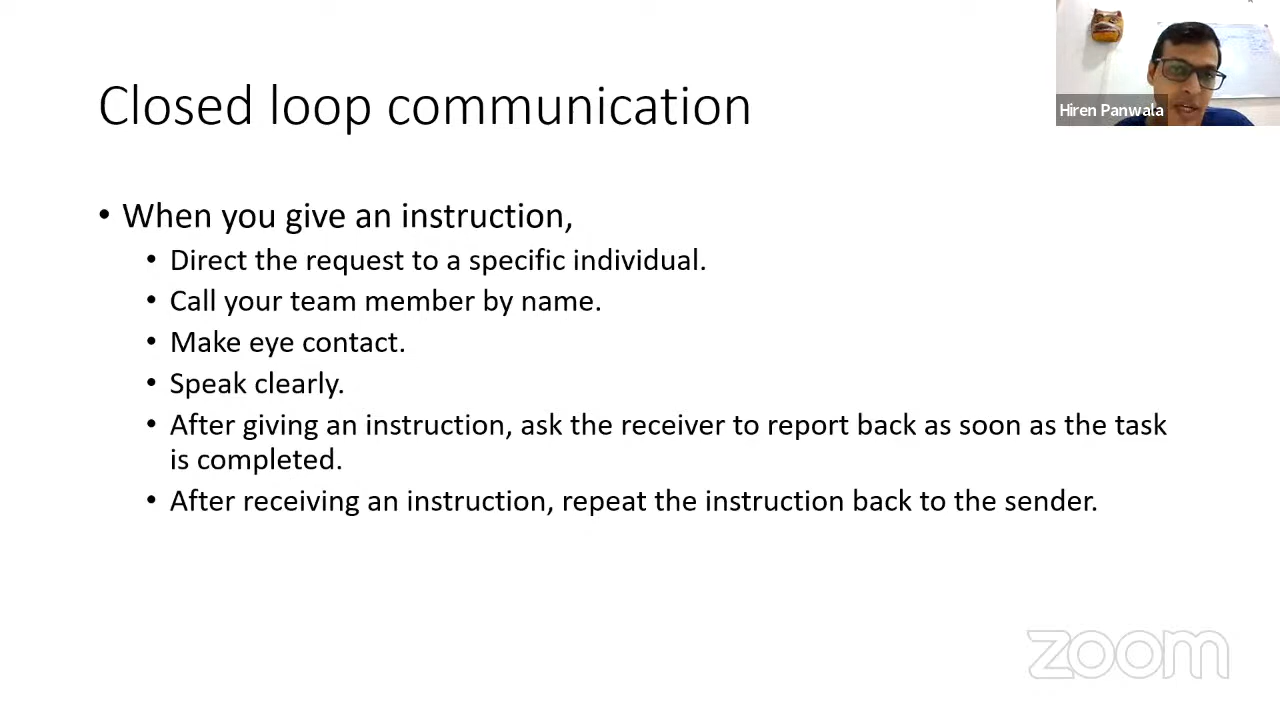 Closed loop communication
Hiren Panwala
• When you give an instruction,
• Direct the request to a specific individual.
• Call your team member by name.
• Make eye contact.
• Speak clearly.
• After giving an instruction, ask the receiver to report back as soon as the task
is completed.
• After receiving an instruction, repeat the instruction back to the sender.
zoom